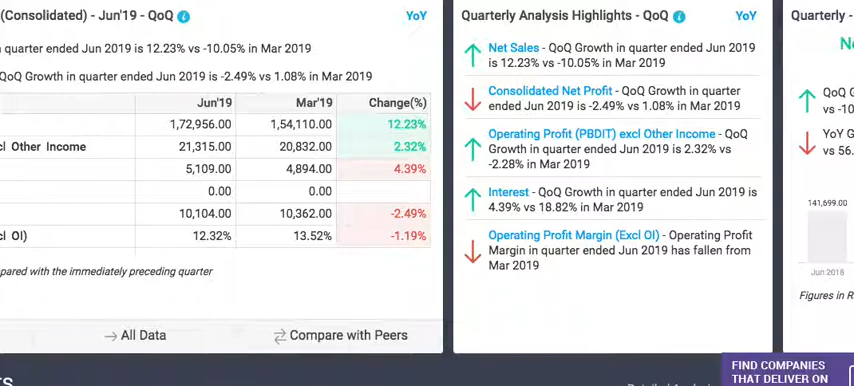 (Consolidated) - Jun'19 - QoQ
YoY
quarter ended Jun 2019 is 12.23% vs -10.05% in Mar 2019
QoQ Growth in quarter ended Jun 2019 is -2.49% vs 1.08% in Mar 2019
Jun'19 Mar'19 Change(%)
1,72,956.00 1,54,110.00 12.23%
Other Income 21,315.00 20,832.00 2.32%
5,109.00 4,894.00 4.39%
0.00 0.00
10,104.00 10,362.00 -2.49%
OI) 12.32% 13.52% -1.19%
with the immediately preceding quarter
All Data
Compare with Peers
Quarterly Analysis Highlights - QoQ
YoY
Net Sales - QoQ Growth in quarter ended Jun 2019
is 12.23% vs -10.05% in Mar 2019
Consolidated Net Profit - QoQ Growth in quarter
ended Jun 2019 is -2.49% vs 1.08% in Mar 2019
Operating Profit (PBDIT) excl Other Income - QoQ
Growth in quarter ended Jun 2019 is 2.32% vs
-2.28% in Mar 2019
Interest - QoQ Growth in quarter ended Jun 2019 is
4.39% vs 18.82% in Mar 2019
Operating Profit Margin (Excl OI) - Operating Profit
Margin in quarter ended Jun 2019 has fallen from
Mar 2019
Quarterly -
QoQ
vs -10
YoY
vs 56.
141,699.00
Jun 2018
Figures in
FIND COMPANIES
THAT DELIVER ON